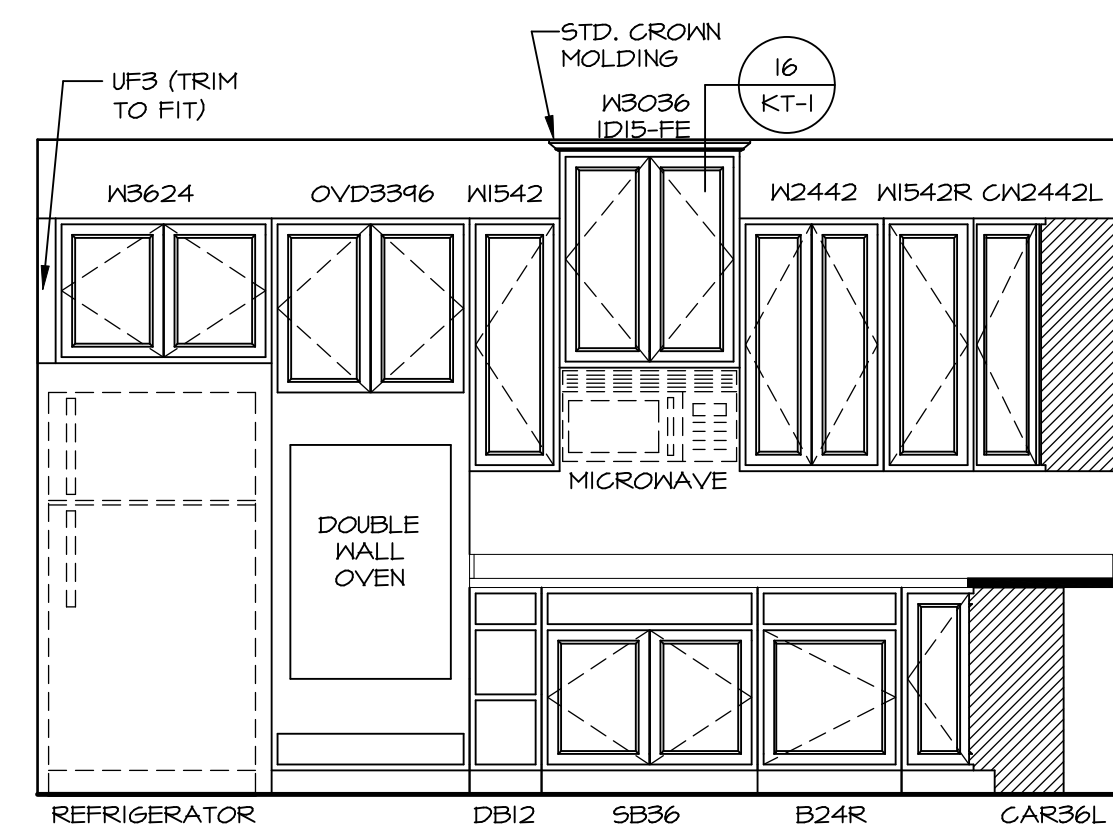 STD. CROWN
MOLDING
16
KT-1
UF3 (TRIM
TO FIT)
W3036
1D15-FE
W3624
OVD3396
W1542
W2442
W1542R
CW2442L
MICROWAVE
DOUBLE
WALL
OVEN
REFRIGERATOR
DB12
SB36
B24R
CAR36L